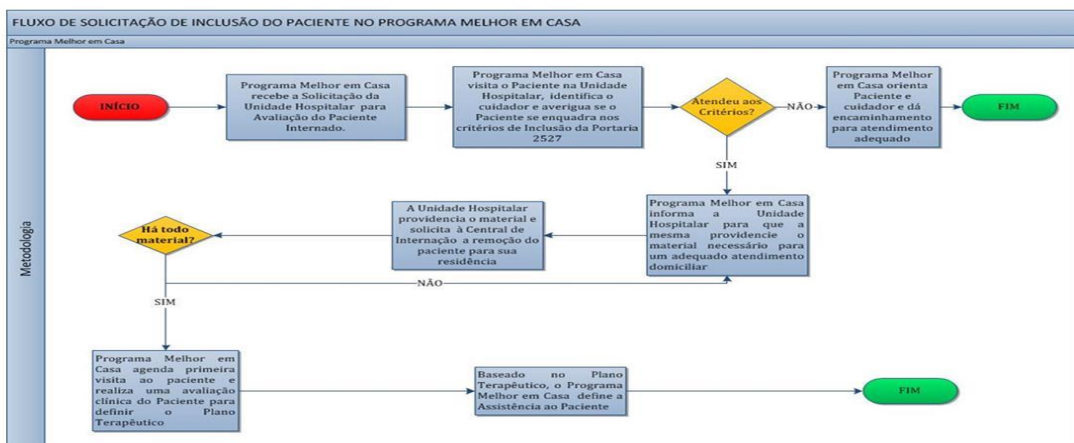 FLUXO DE SOLICITAÇÃO DE INCLUSÃO DO PACIENTE NO PROGRAMA MELHOR EM CASA
Programa Melhor em Casa
Metodologia
INÍCIO
Programa Melhor em Casa
recebe a Solicitação da
Unidade Hospitalar para
Avaliação do Paciente
Internado.
Programa Melhor em Casa
visita o Paciente na Unidade
Hospitalar, identifica o
cuidador e averigua se o
Paciente se enquadra nos
critérios de Inclusão da Portaria
2527
Atendeu aos
Critérios?
NÃO
Programa Melhor
em Casa orienta
Paciente e
cuidador e dá
encaminhamento
para atendimento
adequado
FIM
SIM
Programa Melhor em Casa
informa a Unidade
Hospitalar para que a
mesma providencie o
material necessário para
um adequado atendimento
domiciliar
A Unidade Hospitalar
providencia o material e
solicita à Central de
Internação a remoção do
paciente para sua
residência
Há todo
material?
NÃO
SIM
Programa Melhor em
Casa agenda primeira
visita ao paciente e
realiza uma avaliação
clínica do Paciente para
definir o Plano
Terapêutico
Baseado no Plano
Terapêutico, o Programa
Melhor em Casa define a
Assistência ao Paciente
FIM